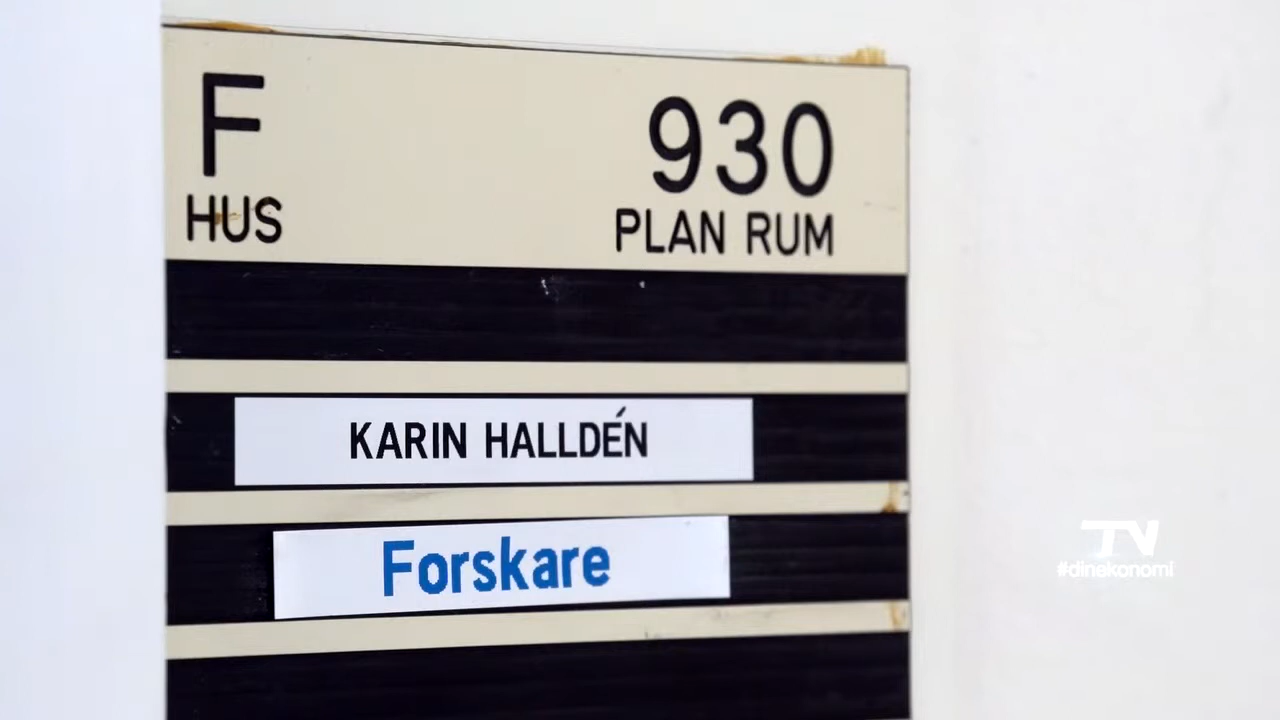 F 930
HUS PLAN RUM
KARIN HALLDÉN
Forskare
TV
#dinekonomi